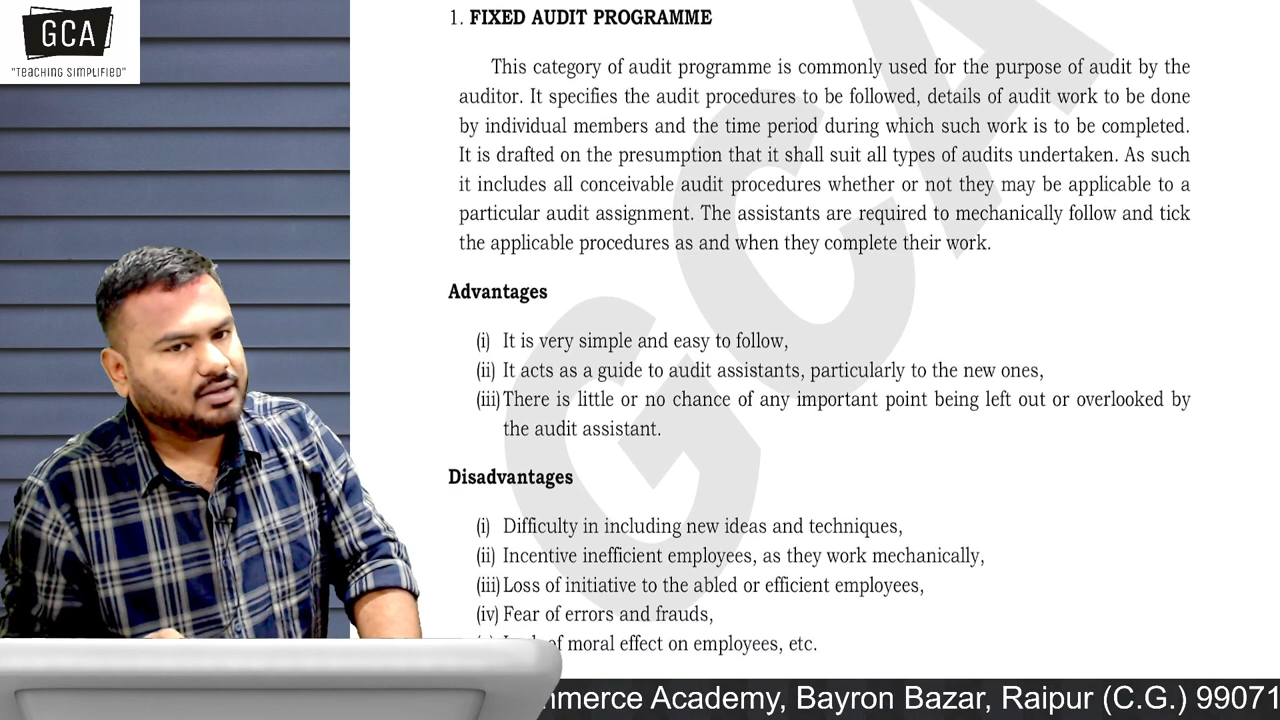 GCA
"TEACHING SIMPLIFIED"
1. FIXED AUDIT PROGRAMME
This category of audit programme is commonly used for the purpose of audit by the
auditor. It specifies the audit procedures to be followed, details of audit work to be done
by individual members and the time period during which such work is to be completed.
It is drafted on the presumption that it shall suit all types of audits undertaken. As such
it includes all conceivable audit procedures whether or not they may be applicable to a
particular audit assignment. The assistants are required to mechanically follow and tick
the applicable procedures as and when they complete their work.
Advantages
(i) It is very simple and easy to follow,
(ii) It acts as a guide to audit assistants, particularly to the new ones,
(iii) There is little or no chance of any important point being left out or overlooked by
the audit assistant.
Disadvantages
(i) Difficulty in including new ideas and techniques,
(ii) Incentive inefficient employees, as they work mechanically,
(iii) Loss of initiative to the abled or efficient employees,
(iv) Fear of errors and frauds,
of moral effect on employees, etc.
mmerce Academy, Bayron Bazar, Raipur (C.G.) 99071
GCA